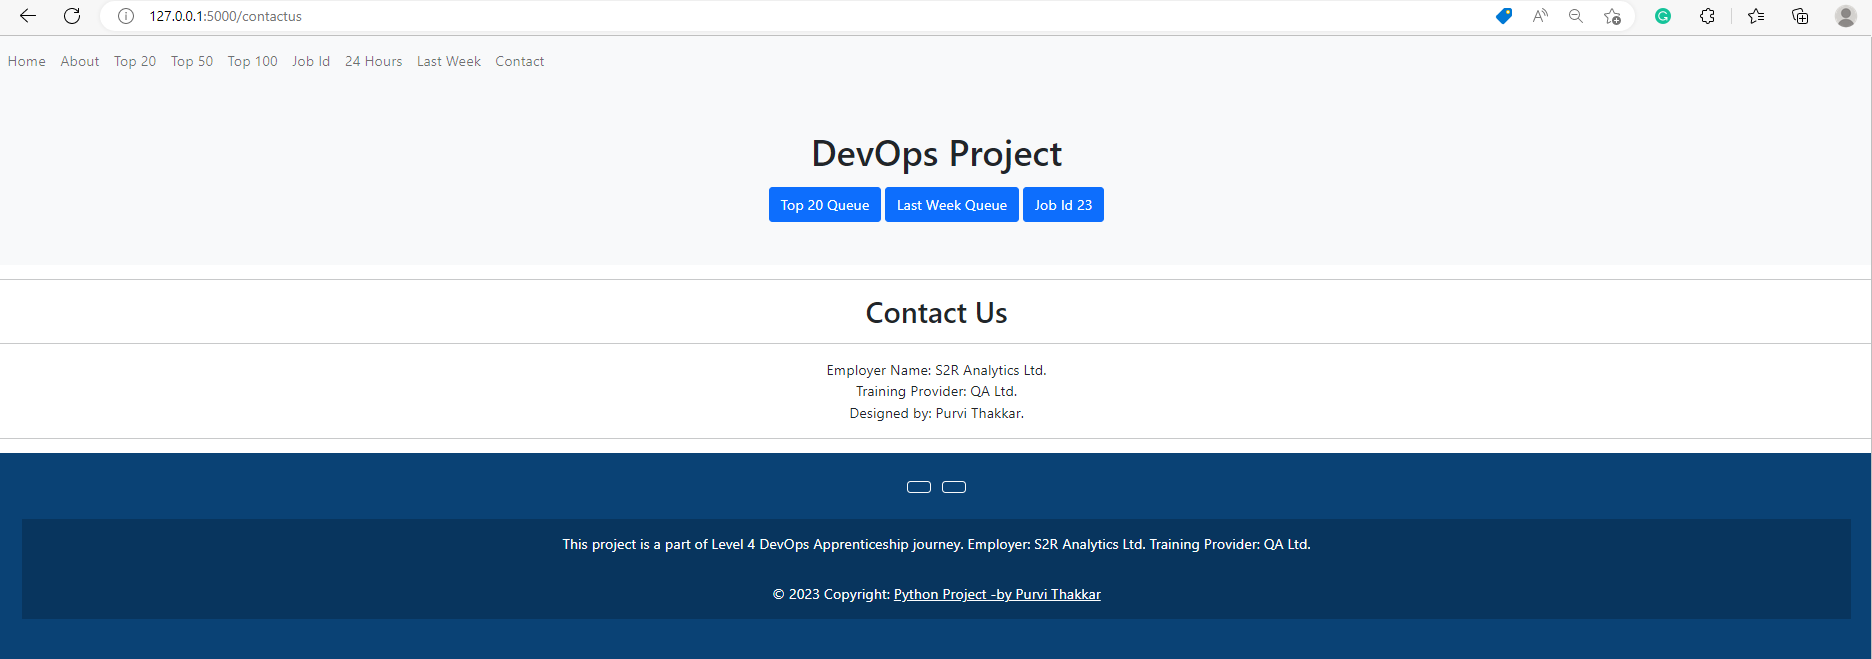 127.0.0.1:5000/contactus
Home About Top 20 Top 50 Top 100 Job Id 24 Hours Last Week Contact
DevOps Project
Top 20 Queue Last Week Queue Job Id 23
Contact Us
Employer Name: S2R Analytics Ltd.
Training Provider: QA Ltd.
Designed by: Purvi Thakkar.
This project is a part of Level 4 DevOps Apprenticeship journey. Employer: S2R Analytics Ltd. Training Provider: QA Ltd.
© 2023 Copyright: Python Project -by Purvi Thakkar